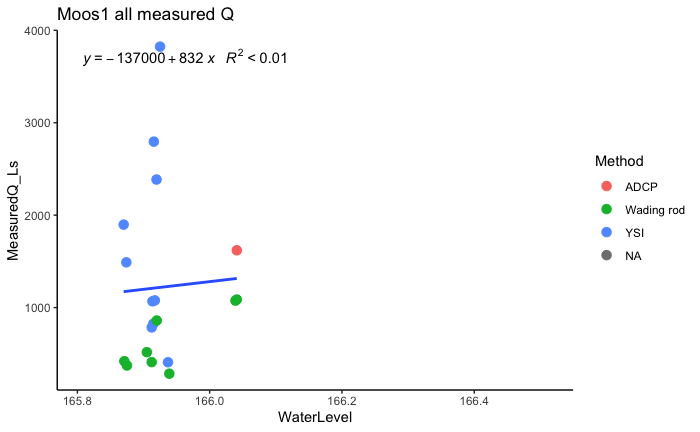 Moos1 all measured Q
y = − 137000 + 832 x R² < 0.01
4000
3000
2000
1000
MeasuredQ_Ls
165.8
166.0
166.2
166.4
WaterLevel
Method
ADCP
Wading rod
YSI
NA